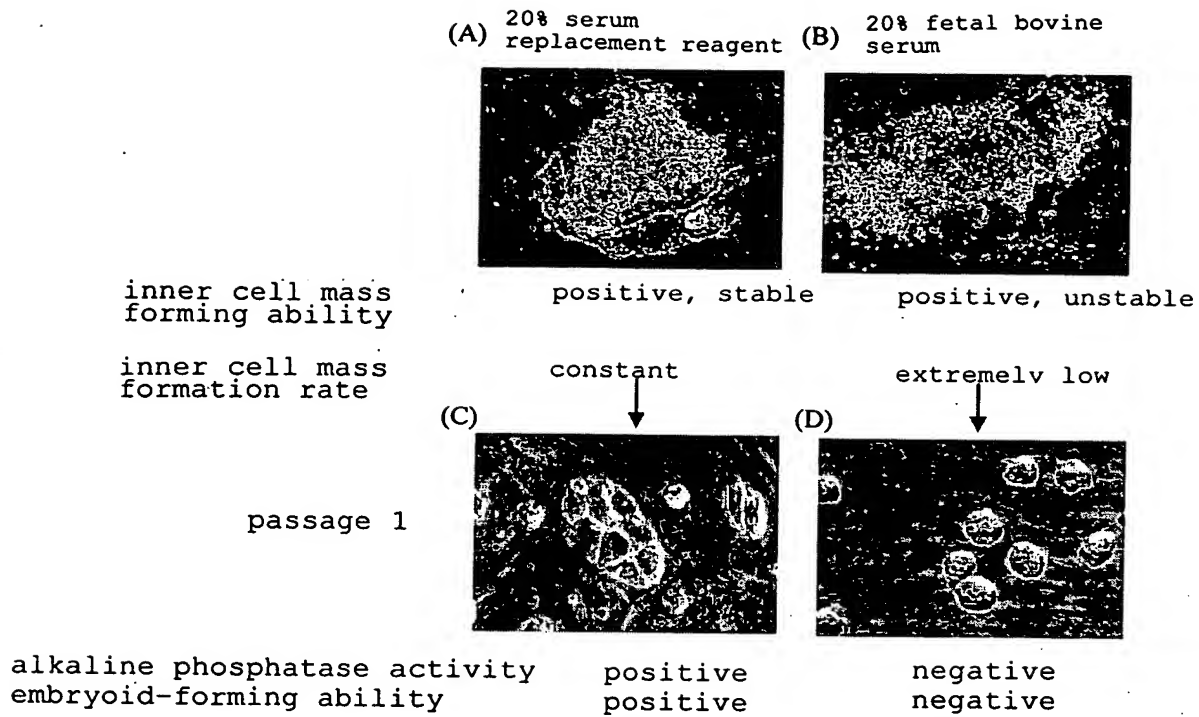 (A) 20% serum replacement reagent
(B) 20% fetal bovine serum
inner cell mass forming ability
positive, stable
positive, unstable
inner cell mass formation rate
constant
extremely low
(C)
(D)
passage 1
alkaline phosphatase activity positive negative
embryoid-forming ability positive negative